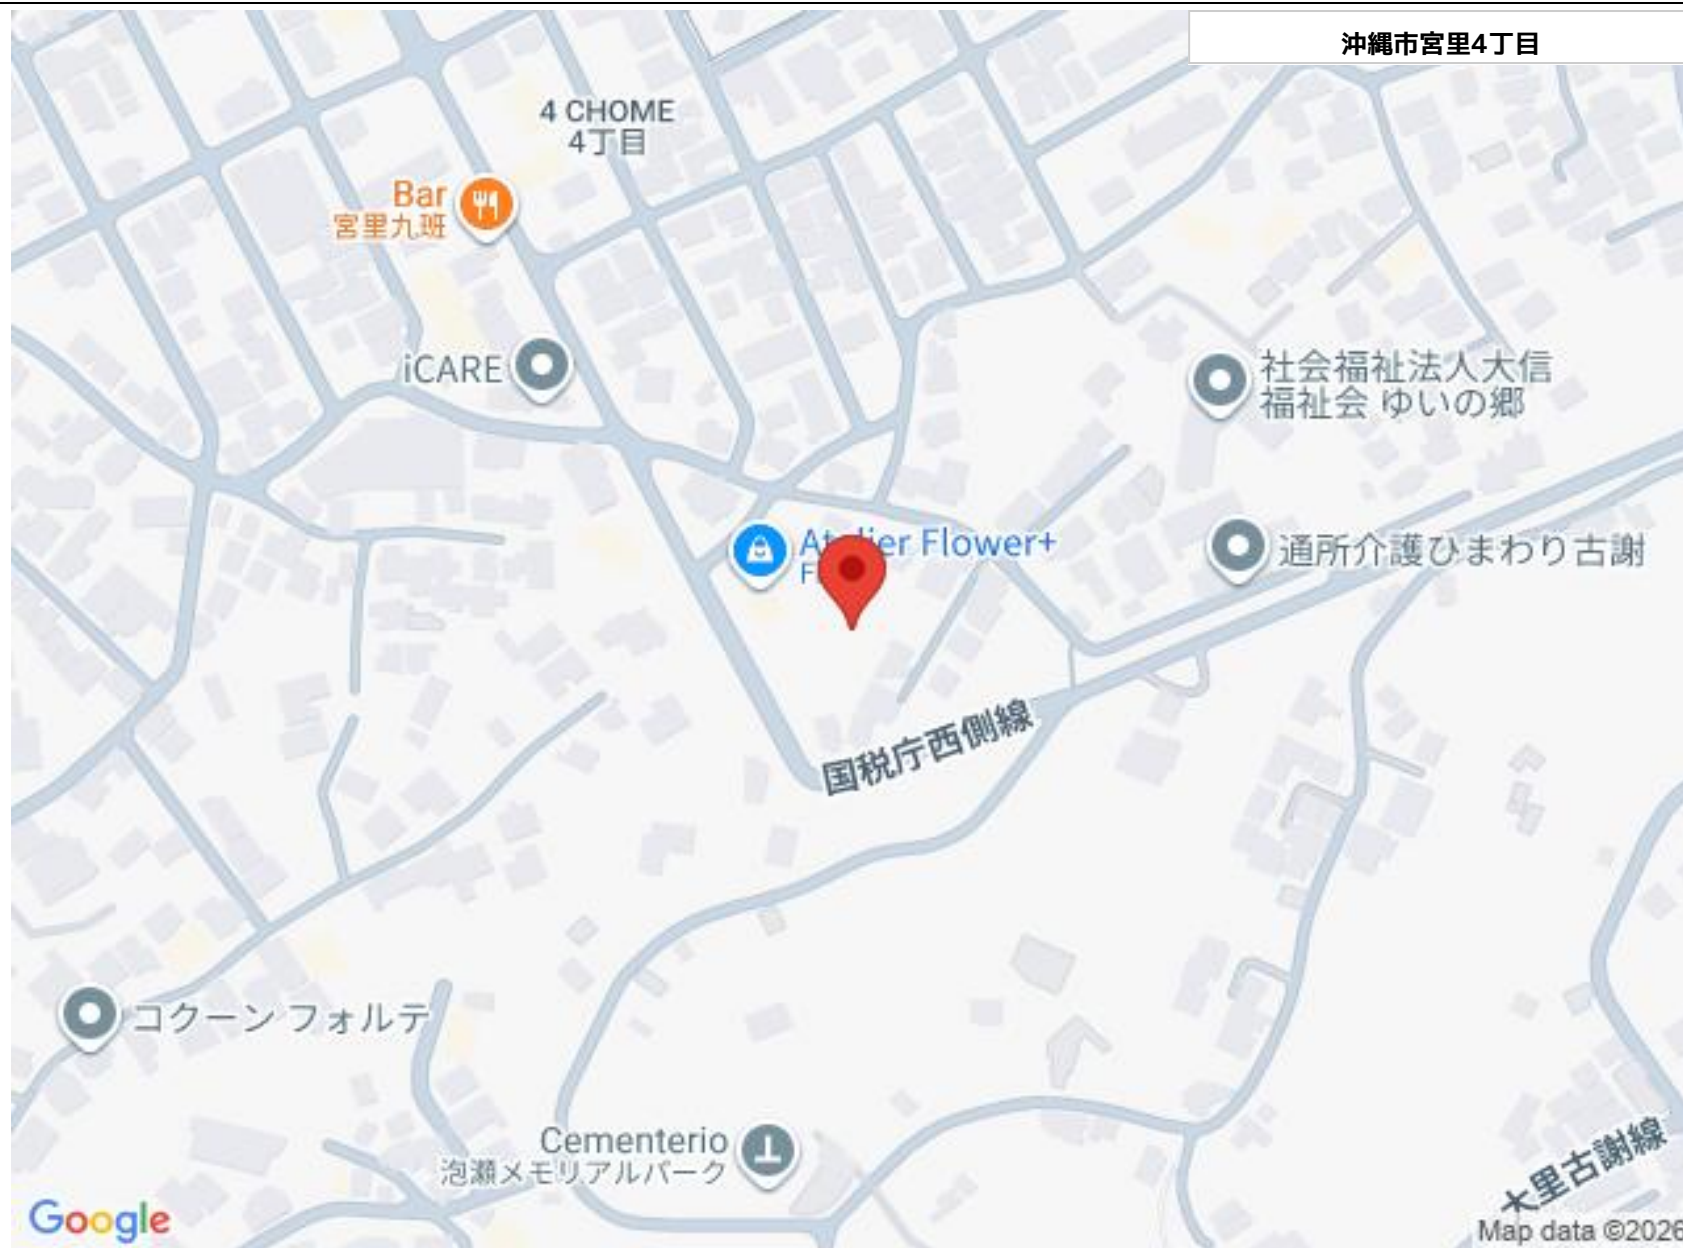 沖縄市宮里4丁目
4 CHOME
4丁目
Bar
宮里九班
iCARE
社会福祉法人大信
福祉会 ゆいの郷
Atelier Flower+
通所介護ひまわり古謝
国税庁西側線
コクーン フォルテ
Cementerio
泡瀬メモリアルパーク
里古謝線
Google
Map data ©2026